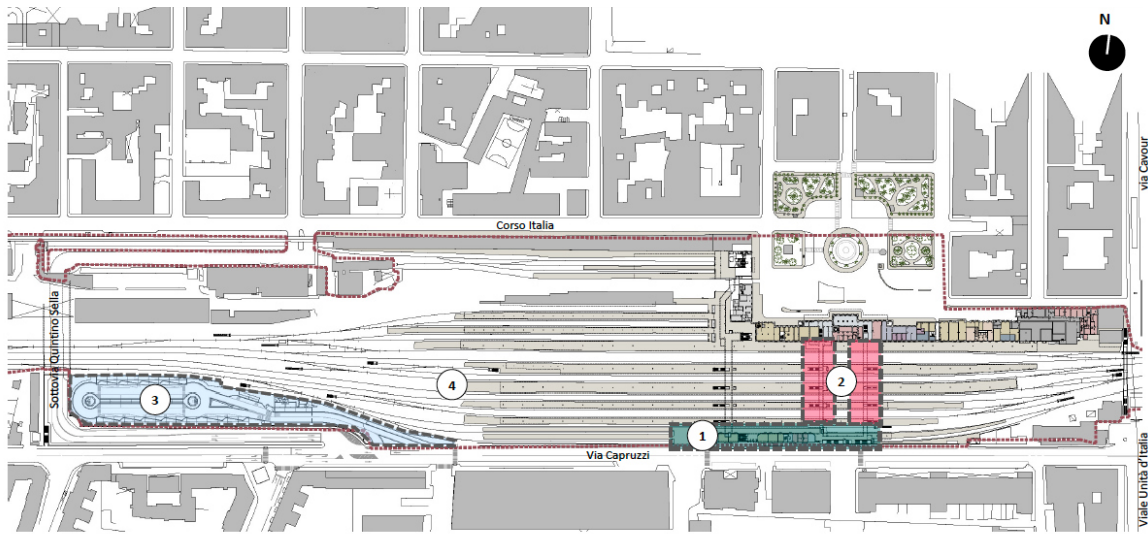 N
via Cavour
Corso Italia
Sottovia Quintino Sella
4
2
3
1
Via Capruzzi
Viale Unità d'Italia